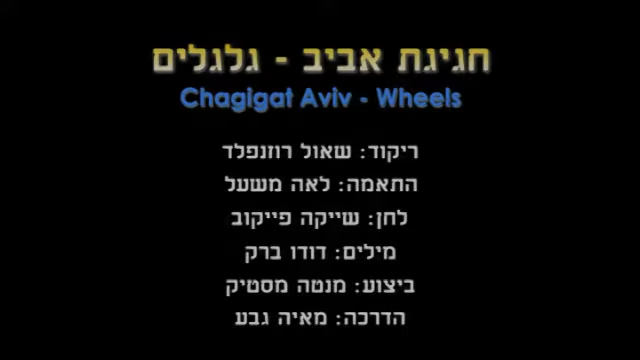 חגיגת אביב - גלגלים
Chagigat Aviv - Wheels
ריקוד: שאול רוזנפלד
התאמה: לאה משעל
לחן: שייקה פייקוב
מילים: דודו ברק
ביצוע: מנטה מסטיק
הדרכה: מאיה גבע